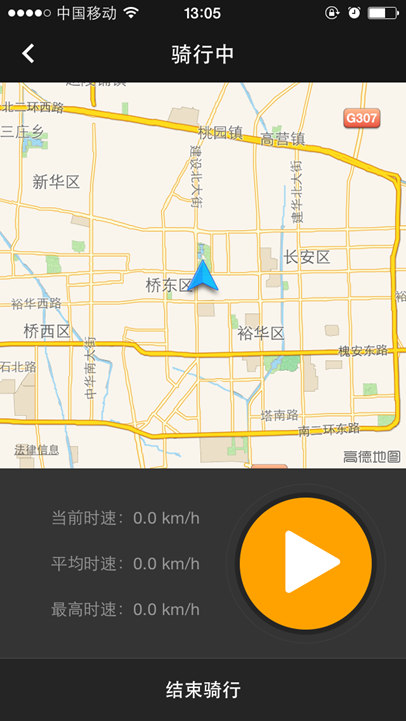 中国移动
13:05
骑行中
北二环西路
G307
三庄乡
桃园镇
高营镇
新华区
建设北大街
建华北大街
长安区
桥东区
裕华西路
桥西区
裕华区
槐安东路
石北路
中华南大街
塔南路
南二环东路
法律信息
高德地图
当前时速：0.0 km/h
平均时速：0.0 km/h
最高时速：0.0 km/h
结束骑行